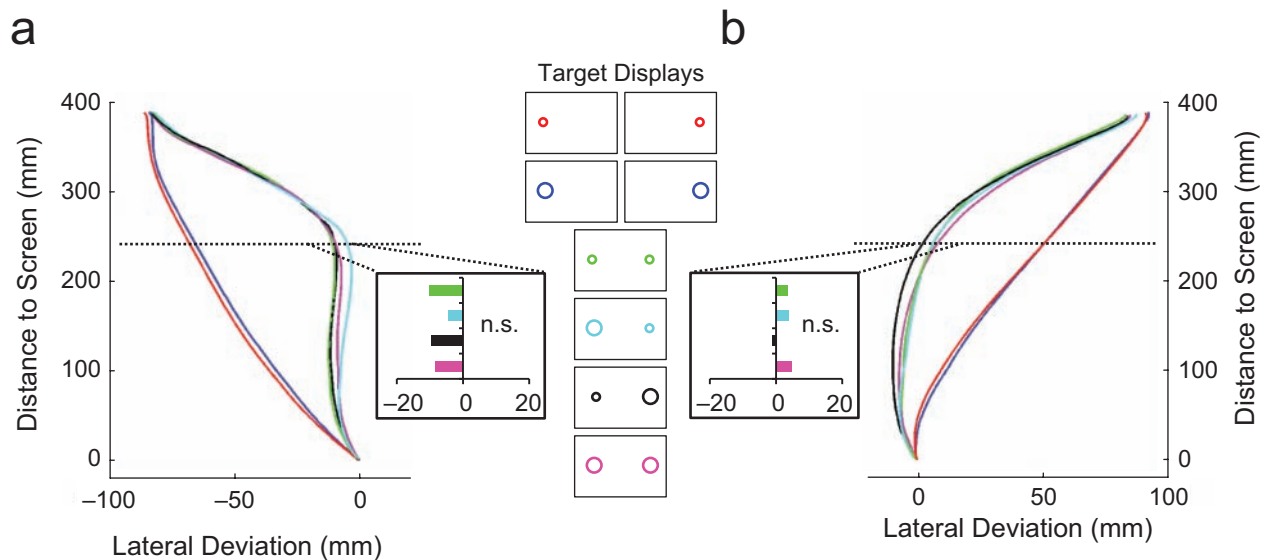 a
b
Target Displays
400
300
200
100
0
Distance to Screen (mm)
–100
–50
0
Lateral Deviation (mm)
n.s.
–20
0
20
n.s.
–20
0
20
400
300
200
100
0
Distance to Screen (mm)
0
50
100
Lateral Deviation (mm)